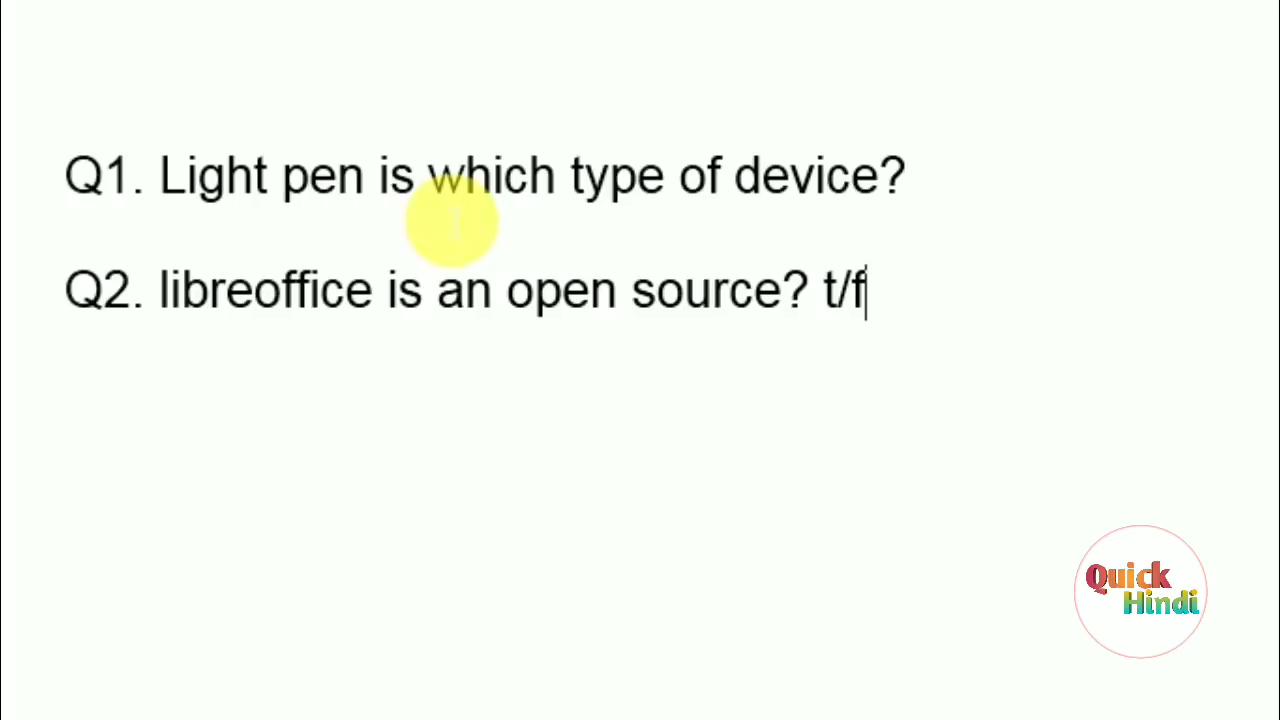 Q1. Light pen is which type of device?
Q2. libreoffice is an open source? t/f
Quick
Hindi